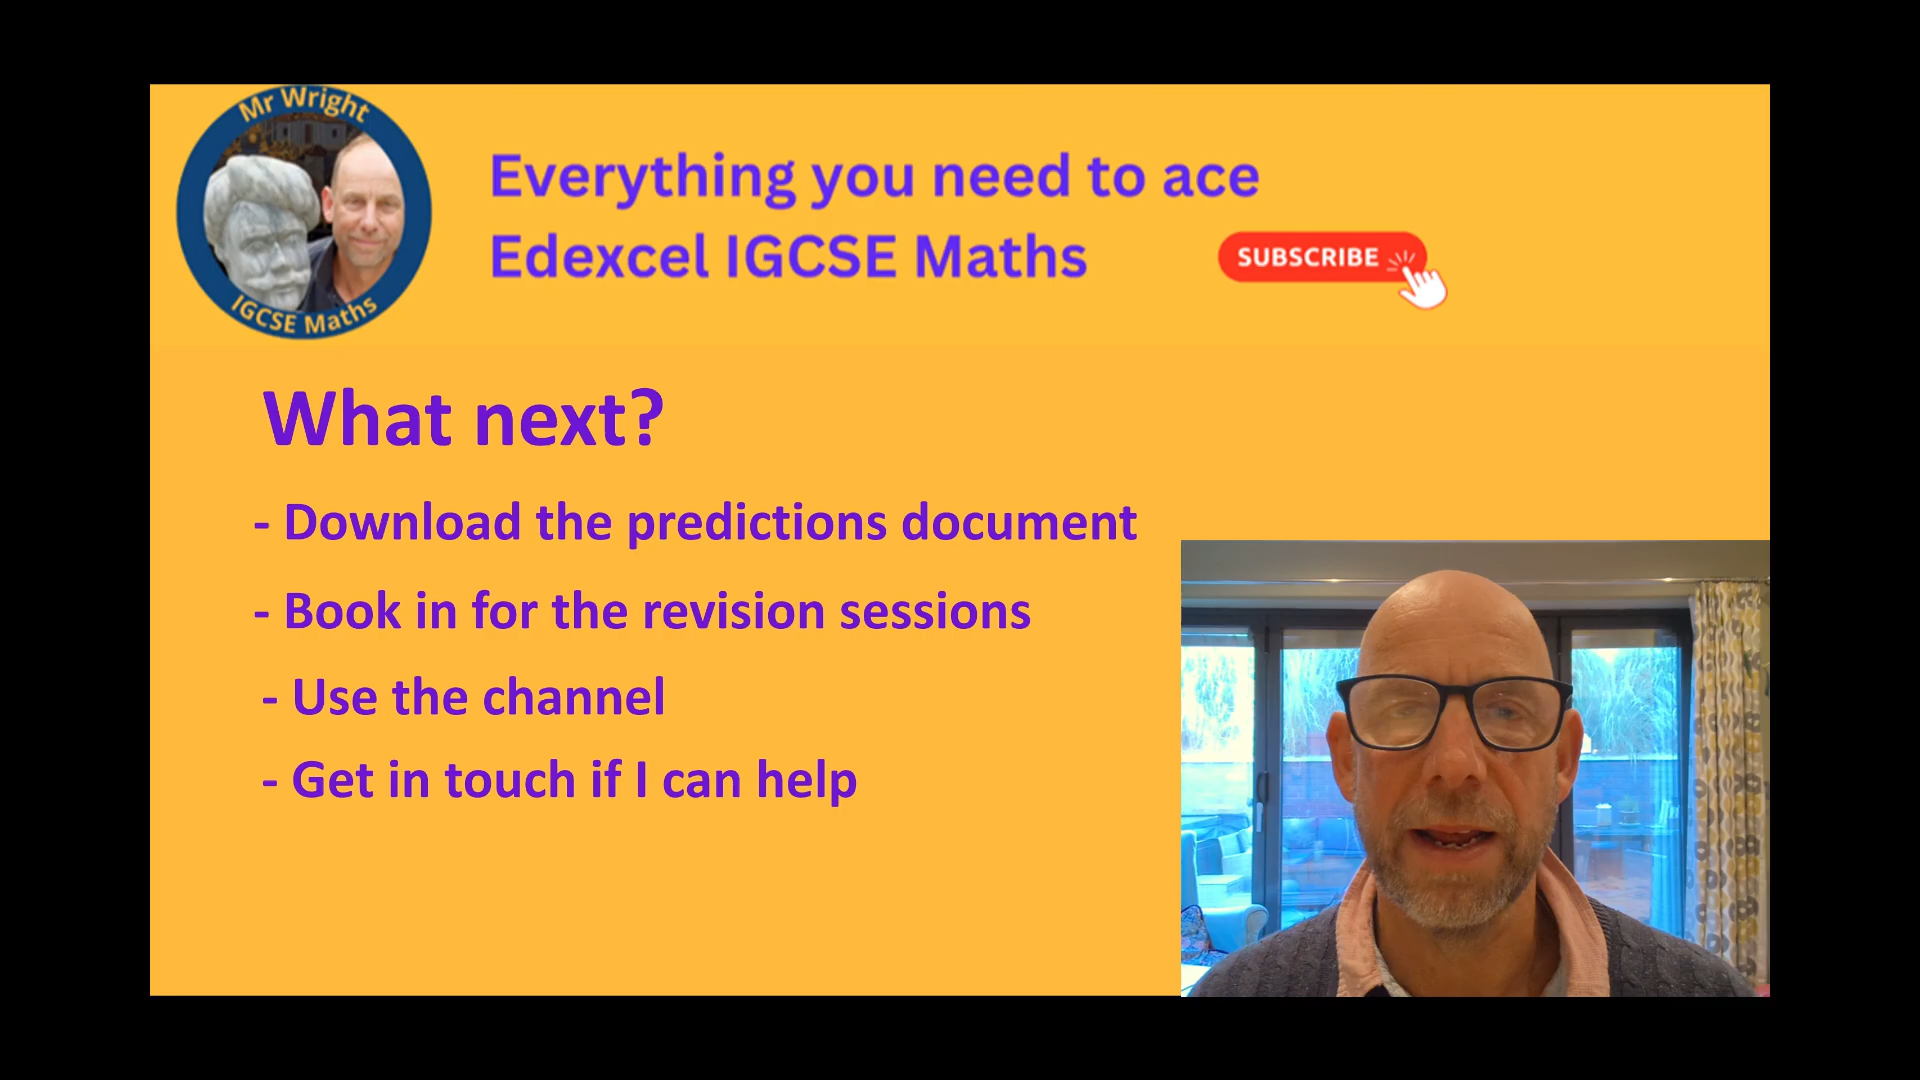 Mr Wright
IGCSE Maths
Everything you need to ace
Edexcel IGCSE Maths
SUBSCRIBE
What next?
- Download the predictions document
- Book in for the revision sessions
- Use the channel
- Get in touch if I can help